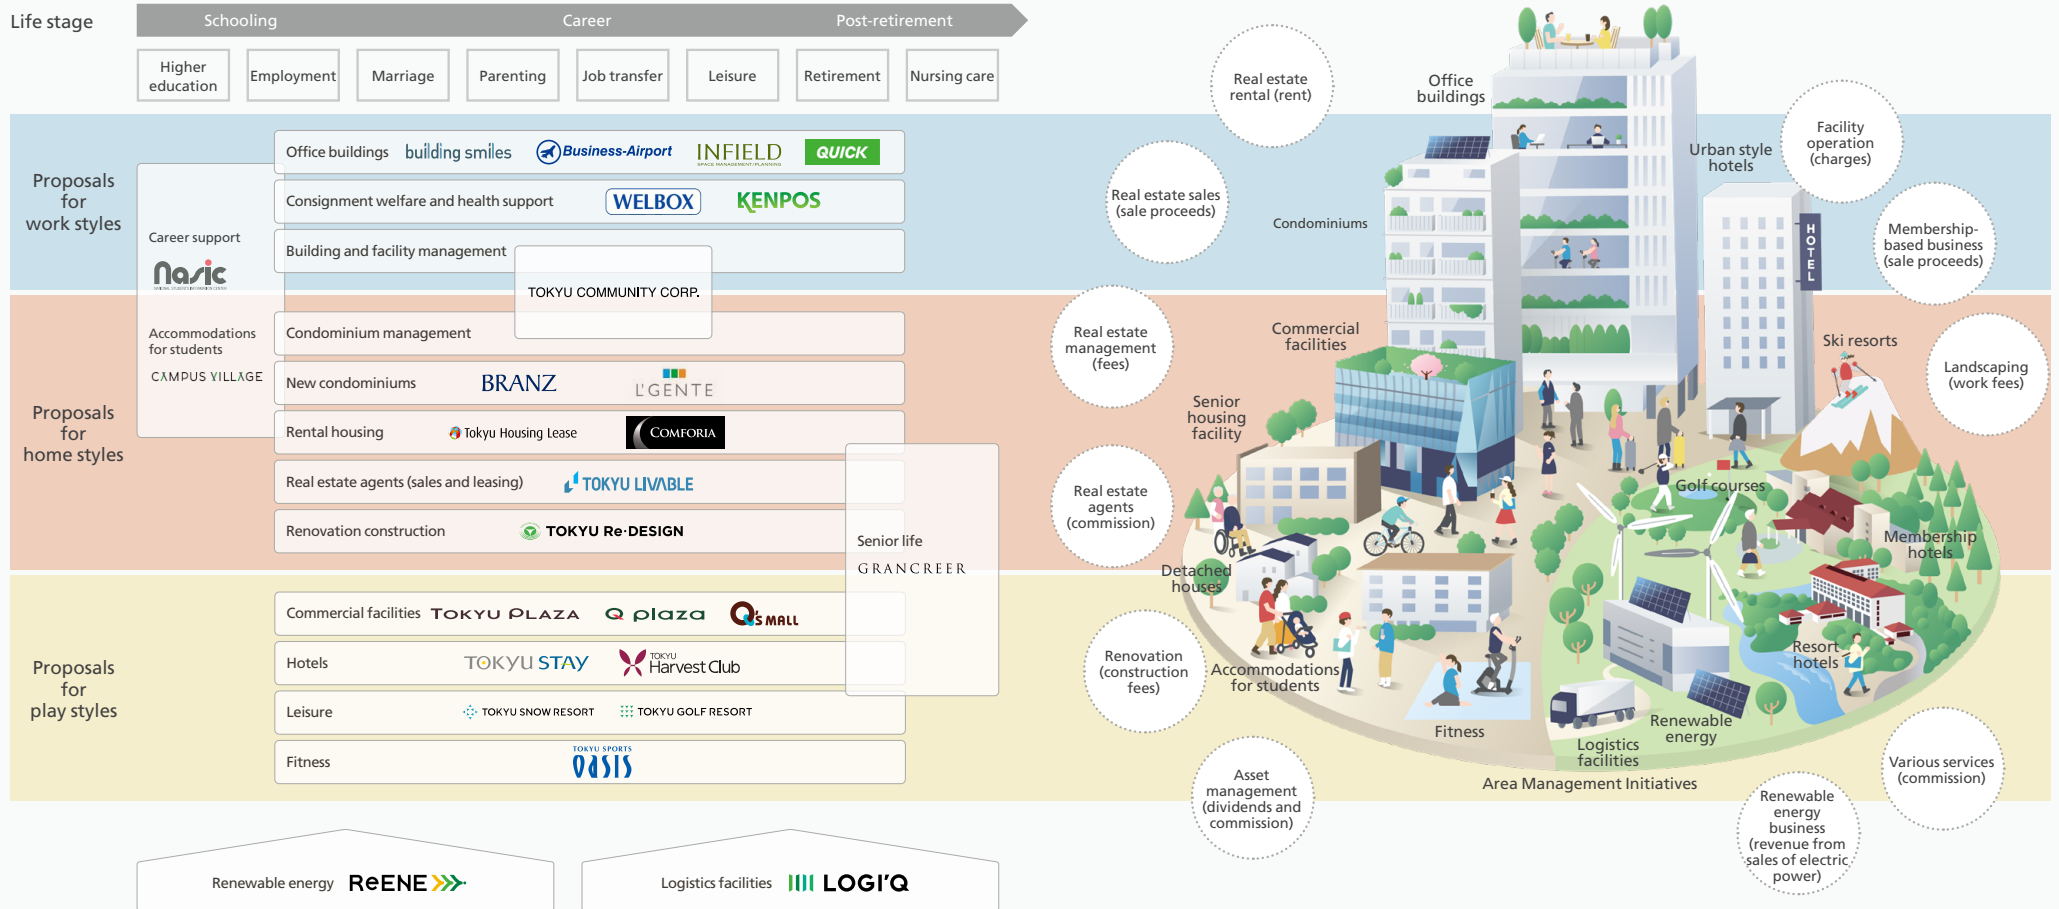 Life stage
Schooling
Career
Post-retirement
Higher
education
Employment
Marriage
Parenting
Job transfer
Leisure
Retirement
Nursing care
Proposals
for
work styles
Office buildings
building smiles
Business-Airport
INFIELD
SPACE MANAGEMENT/PLANNING
QUICK
Consignment welfare and health support
WELBOX
KENPOS
Building and facility management
TOKYU COMMUNITY CORP.
Career support
Nasic
Accommodations
for students
CAMPUS VILLAGE
Proposals
for
home styles
Condominium management
New condominiums
BRANZ
L'GENTE
Rental housing
Tokyu Housing Lease
COMFORIA
Real estate agents (sales and leasing)
TOKYU LIVABLE
Renovation construction
TOKYU Re·DESIGN
Senior life
GRANCREER
Proposals
for
play styles
Commercial facilities
TOKYU PLAZA
Q plaza
Q'S MALL
Hotels
TOKYU STAY
TOKYU
Harvest Club
Leisure
TOKYU SNOW RESORT
TOKYU GOLF RESORT
Fitness
TOKYU SPORTS
OASIS
Renewable energy
ReENE
Logistics facilities
LOGI'Q
Real estate
rental (rent)
Office
buildings
Facility
operation
(charges)
Urban style
hotels
Real estate sales
(sale proceeds)
Condominiums
HOTEL
Membership-
based business
(sale proceeds)
Real estate
management
(fees)
Commercial
facilities
Ski resorts
Landscaping
(work fees)
Senior
housing
facility
Real estate
agents
(commission)
Golf courses
Membership
hotels
Detached
houses
Renovation
(construction
fees)
Accommodations
for students
Resort
hotels
Fitness
Renewable
energy
Logistics
facilities
Area Management Initiatives
Asset
management
(dividends and
commission)
Various services
(commission)
Renewable
energy
business
(revenue from
sales of electric
power)